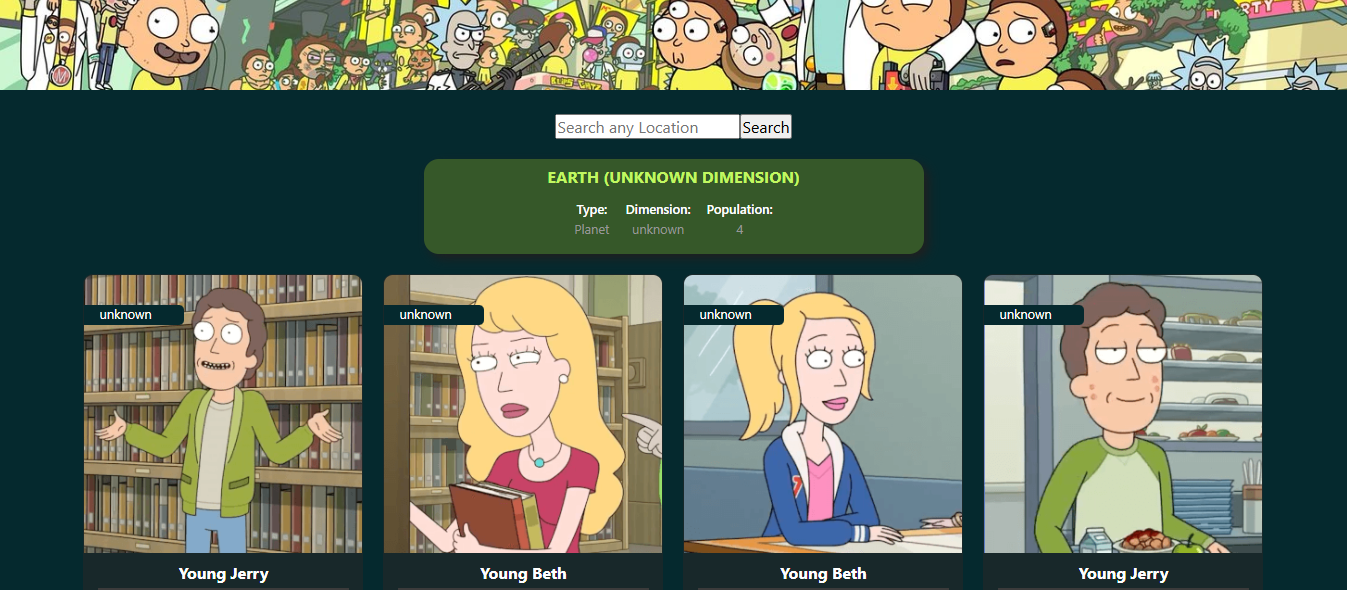 Search any Location Search
EARTH (UNKNOWN DIMENSION)
Type: Dimension: Population:
Planet unknown 4
unknown unknown unknown unknown
Young Jerry Young Beth Young Beth Young Jerry